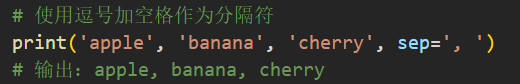 # 使用逗号加空格作为分隔符
print('apple', 'banana', 'cherry', sep=', ')
# 输出：apple, banana, cherry